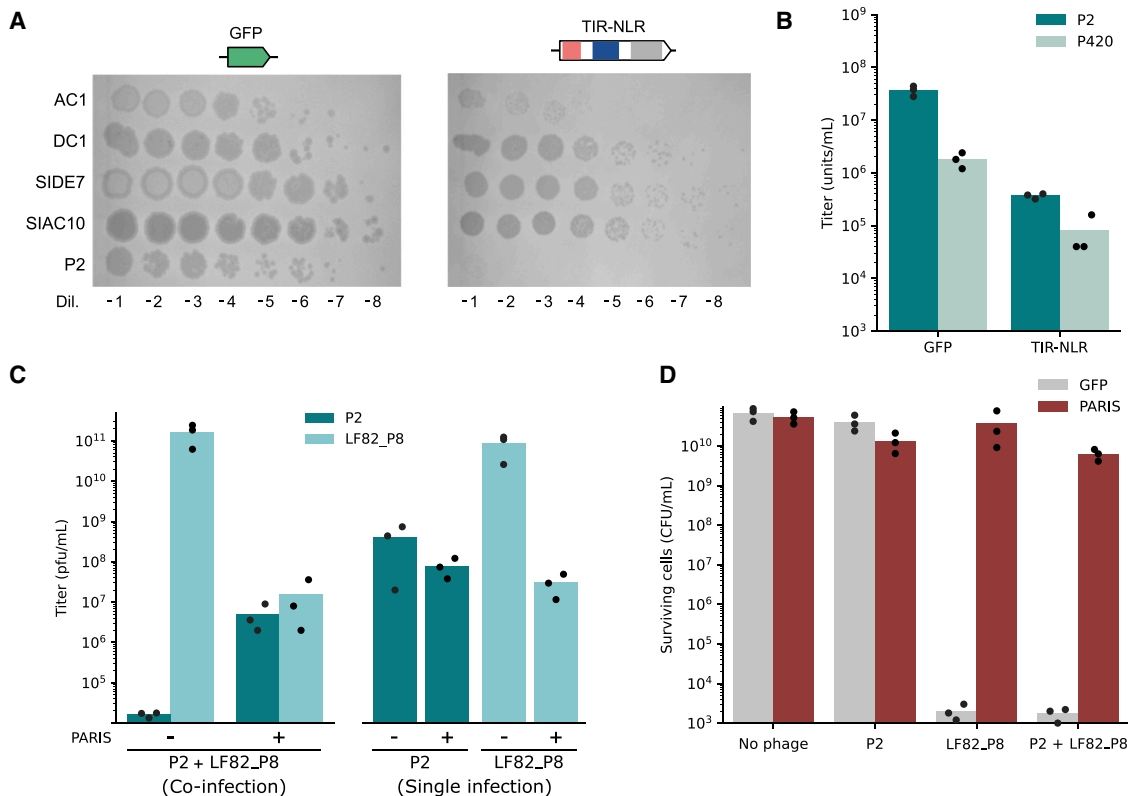 A
GFP
TIR-NLR
AC1
DC1
SIDE7
SIAC10
P2
Dil. -1 -2 -3 -4 -5 -6 -7 -8
-1 -2 -3 -4 -5 -6 -7 -8
B
P2
P420
Titer (units/mL)
10⁹
10⁸
10⁷
10⁶
10⁵
10⁴
10³
GFP TIR-NLR
C
P2
LF82_P8
Titer (pfu/mL)
10¹¹
10¹⁰
10⁹
10⁸
10⁷
10⁶
10⁵
PARIS - + - + - +
P2 + LF82_P8 P2 LF82_P8
(Co-infection) (Single infection)
D
GFP
PARIS
Surviving cells (CFU/mL)
10¹⁰
10⁹
10⁸
10⁷
10⁶
10⁵
10⁴
10³
No phage P2 LF82_P8 P2 + LF82_P8